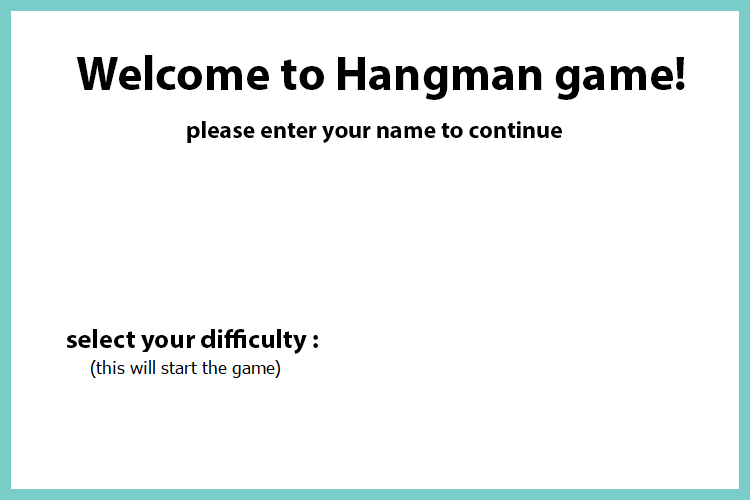 Welcome to Hangman game!
please enter your name to continue
select your difficulty :
(this will start the game)